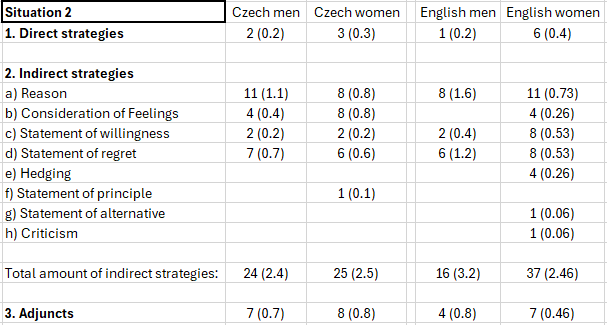 Situation 2 Czech men Czech women English men English women
1. Direct strategies 2 (0.2) 3 (0.3) 1 (0.2) 6 (0.4)
2. Indirect strategies
a) Reason 11 (1.1) 8 (0.8) 8 (1.6) 11 (0.73)
b) Consideration of Feelings 4 (0.4) 8 (0.8) 4 (0.26)
c) Statement of willingness 2 (0.2) 2 (0.2) 2 (0.4) 8 (0.53)
d) Statement of regret 7 (0.7) 6 (0.6) 6 (1.2) 8 (0.53)
e) Hedging 4 (0.26)
f) Statement of principle 1 (0.1)
g) Statement of alternative 1 (0.06)
h) Criticism 1 (0.06)
Total amount of indirect strategies: 24 (2.4) 25 (2.5) 16 (3.2) 37 (2.46)
3. Adjuncts 7 (0.7) 8 (0.8) 4 (0.8) 7 (0.46)